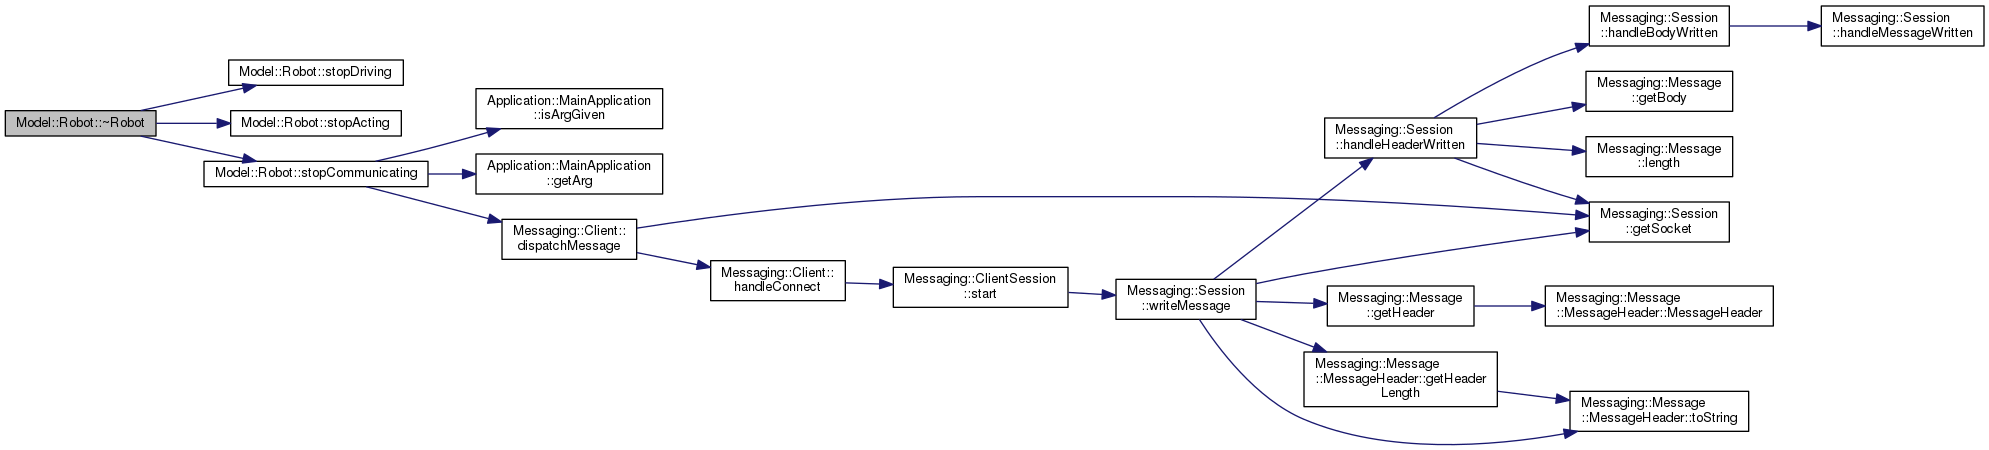 Model::Robot::~Robot
Model::Robot::stopDriving
Model::Robot::stopActing
Model::Robot::stopCommunicating
Application::MainApplication
::isArgGiven
Application::MainApplication
::getArg
Messaging::Client::
dispatchMessage
Messaging::Client::
handleConnect
Messaging::ClientSession
::start
Messaging::Session
::writeMessage
Messaging::Session
::handleHeaderWritten
Messaging::Session
::handleBodyWritten
Messaging::Session
::handleMessageWritten
Messaging::Message
::getBody
Messaging::Message
::length
Messaging::Session
::getSocket
Messaging::Message
::getHeader
Messaging::Message
::MessageHeader::MessageHeader
Messaging::Message
::MessageHeader::getHeader
Length
Messaging::Message
::MessageHeader::toString